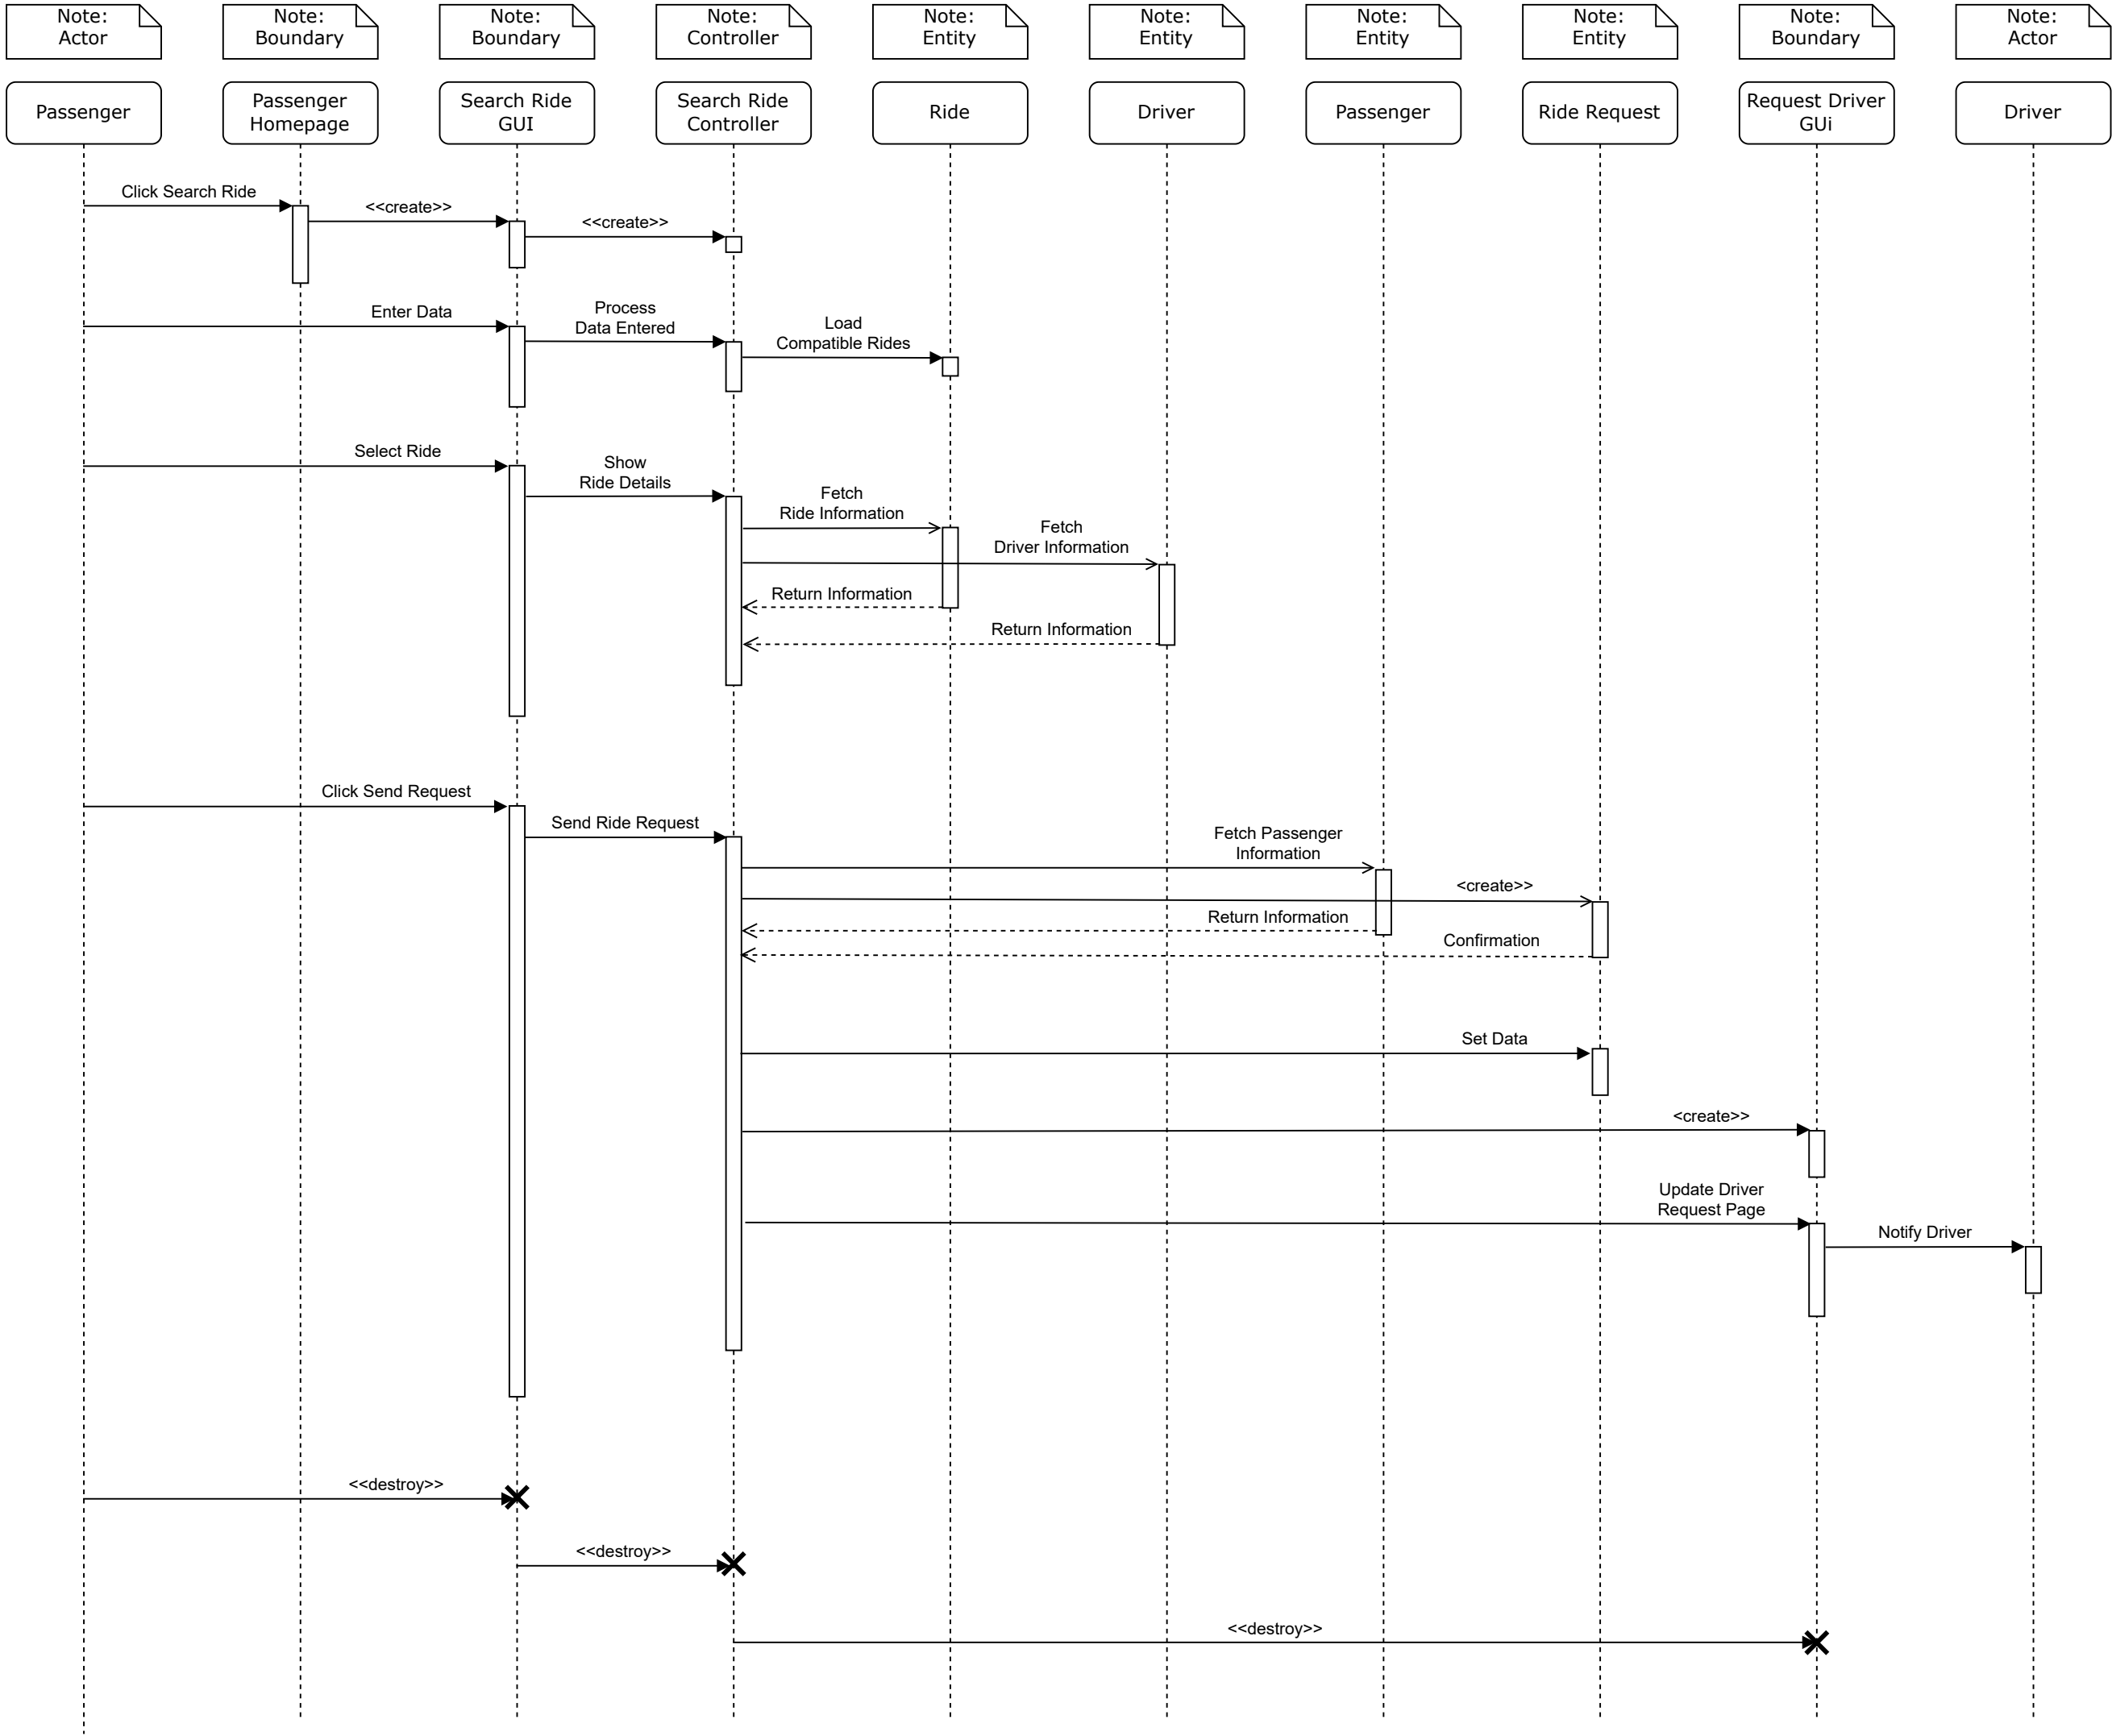 Note:
Actor
Note:
Boundary
Note:
Boundary
Note:
Controller
Note:
Entity
Note:
Entity
Note:
Entity
Note:
Entity
Note:
Boundary
Note:
Actor
Passenger
Passenger
Homepage
Search Ride
GUI
Search Ride
Controller
Ride
Driver
Passenger
Ride Request
Request Driver
GUi
Driver
Click Search Ride
<<create>>
<<create>>
Enter Data
Process
Data Entered
Load
Compatible Rides
Select Ride
Show
Ride Details
Fetch
Ride Information
Fetch
Driver Information
Return Information
Return Information
Click Send Request
Send Ride Request
Fetch Passenger
Information
<create>>
Return Information
Confirmation
Set Data
<create>>
Update Driver
Request Page
Notify Driver
<<destroy>>
<<destroy>>
<<destroy>>